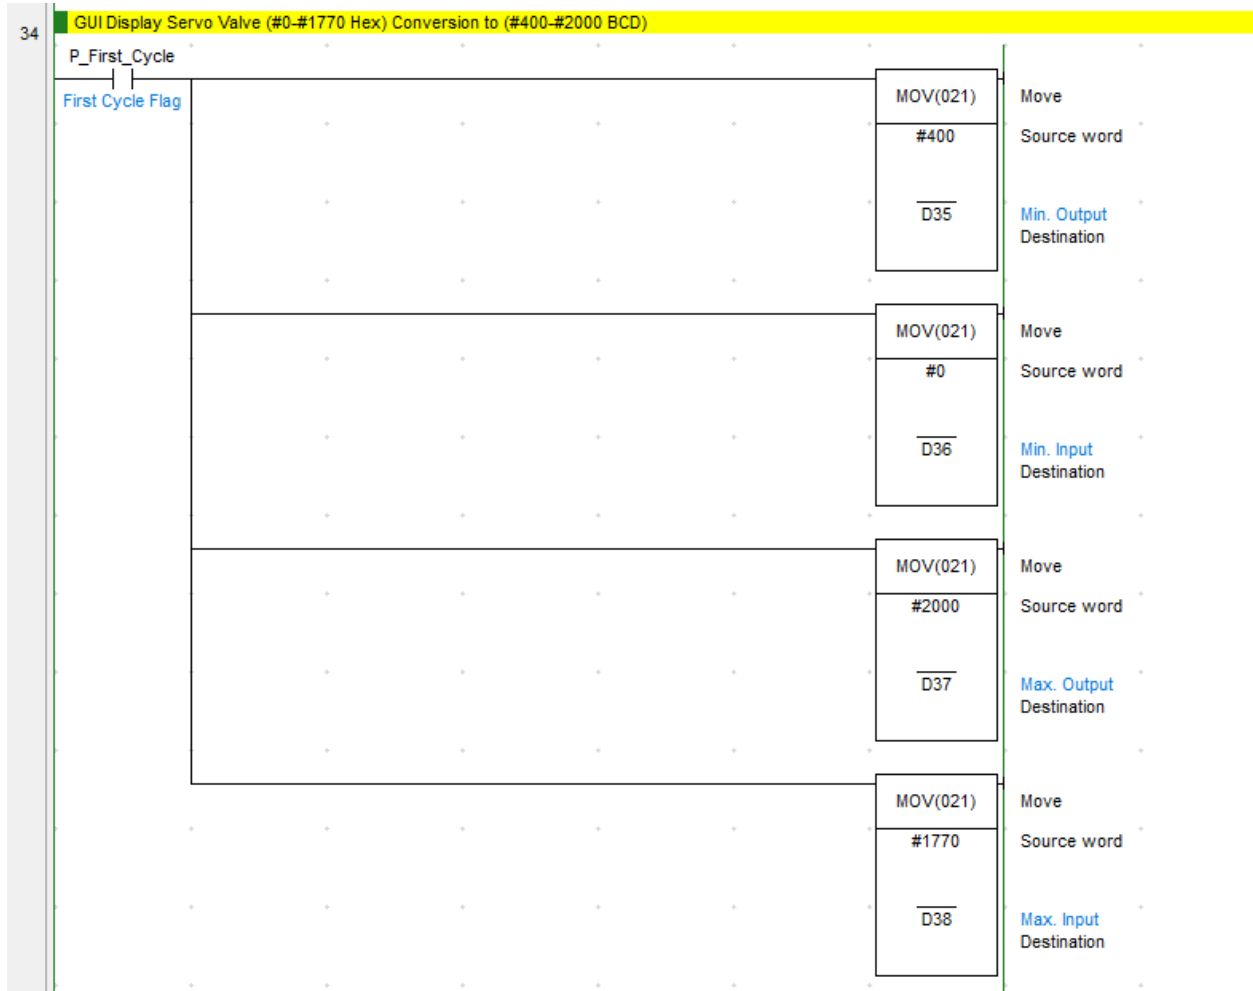 34
GUI Display Servo Valve (#0-#1770 Hex) Conversion to (#400-#2000 BCD)
P_First_Cycle
First Cycle Flag
MOV(021) Move
#400 Source word
D35 Min. Output
Destination
MOV(021) Move
#0 Source word
D36 Min. Input
Destination
MOV(021) Move
#2000 Source word
D37 Max. Output
Destination
MOV(021) Move
#1770 Source word
D38 Max. Input
Destination